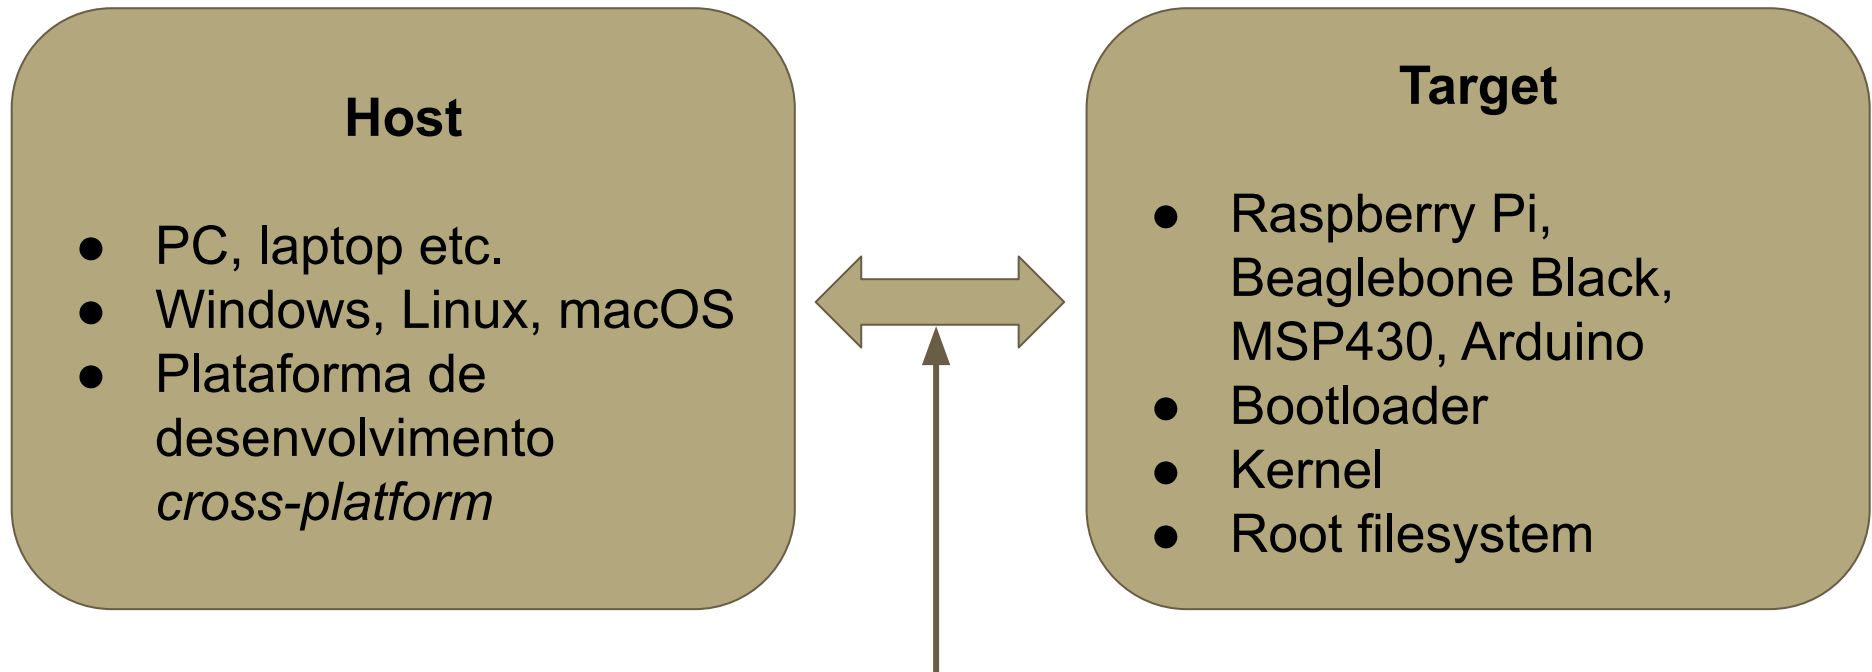 Host
● PC, laptop etc.
● Windows, Linux, macOS
● Plataforma de
desenvolvimento
cross-platform
Target
● Raspberry Pi,
Beaglebone Black,
MSP430, Arduino
● Bootloader
● Kernel
● Root filesystem